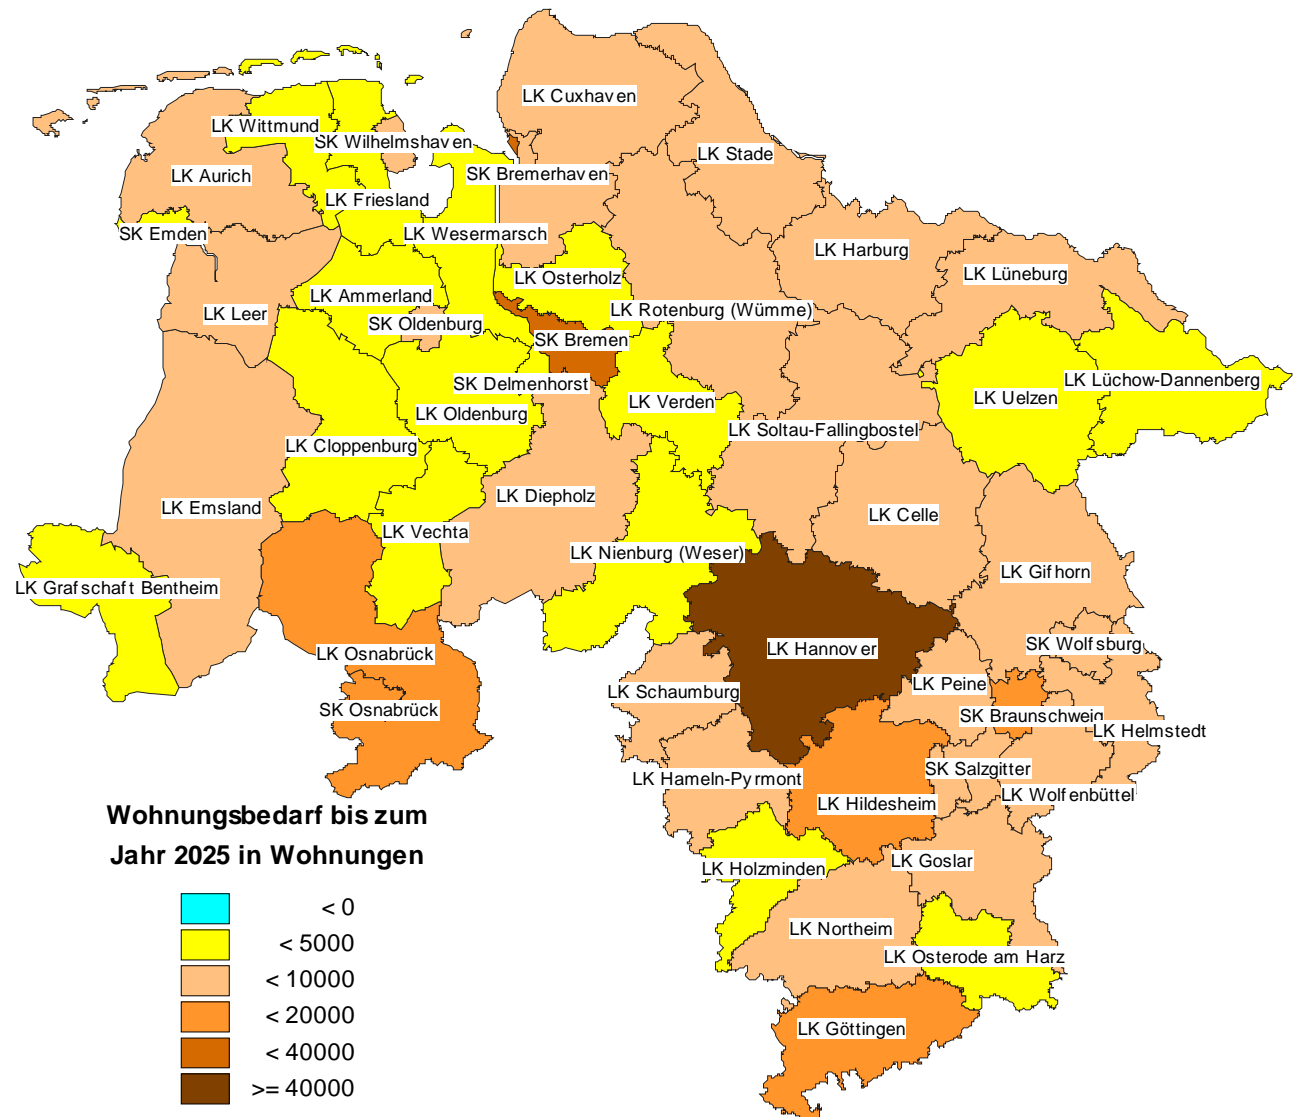 LK Cuxhaven
LK Wittmund
SK Wilhelmshaven
LK Stade
LK Aurich
SK Bremerhaven
LK Friesland
SK Emden
LK Wesermarsch
LK Harburg
LK Lüneburg
LK Osterholz
LK Ammerland
LK Leer
LK Rotenburg (Wümme)
SK Oldenburg
SK Bremen
SK Delmenhorst
LK Lüchow-Dannenberg
LK Uelzen
LK Verden
LK Oldenburg
LK Soltau-Fallingbostel
LK Cloppenburg
LK Diepholz
LK Emsland
LK Celle
LK Vechta
LK Nienburg (Weser)
LK Gifhorn
LK Grafschaft Bentheim
SK Wolfsburg
LK Hannover
LK Osnabrück
LK Peine
LK Schaumburg
SK Osnabrück
SK Braunschweig
LK Helmstedt
SK Salzgitter
LK Hameln-Pyrmont
LK Wolfenbüttel
LK Hildesheim
LK Goslar
LK Holzminden
LK Northeim
LK Osterode am Harz
LK Göttingen
Wohnungsbedarf bis zum
Jahr 2025 in Wohnungen
< 0
< 5000
< 10000
< 20000
< 40000
>= 40000